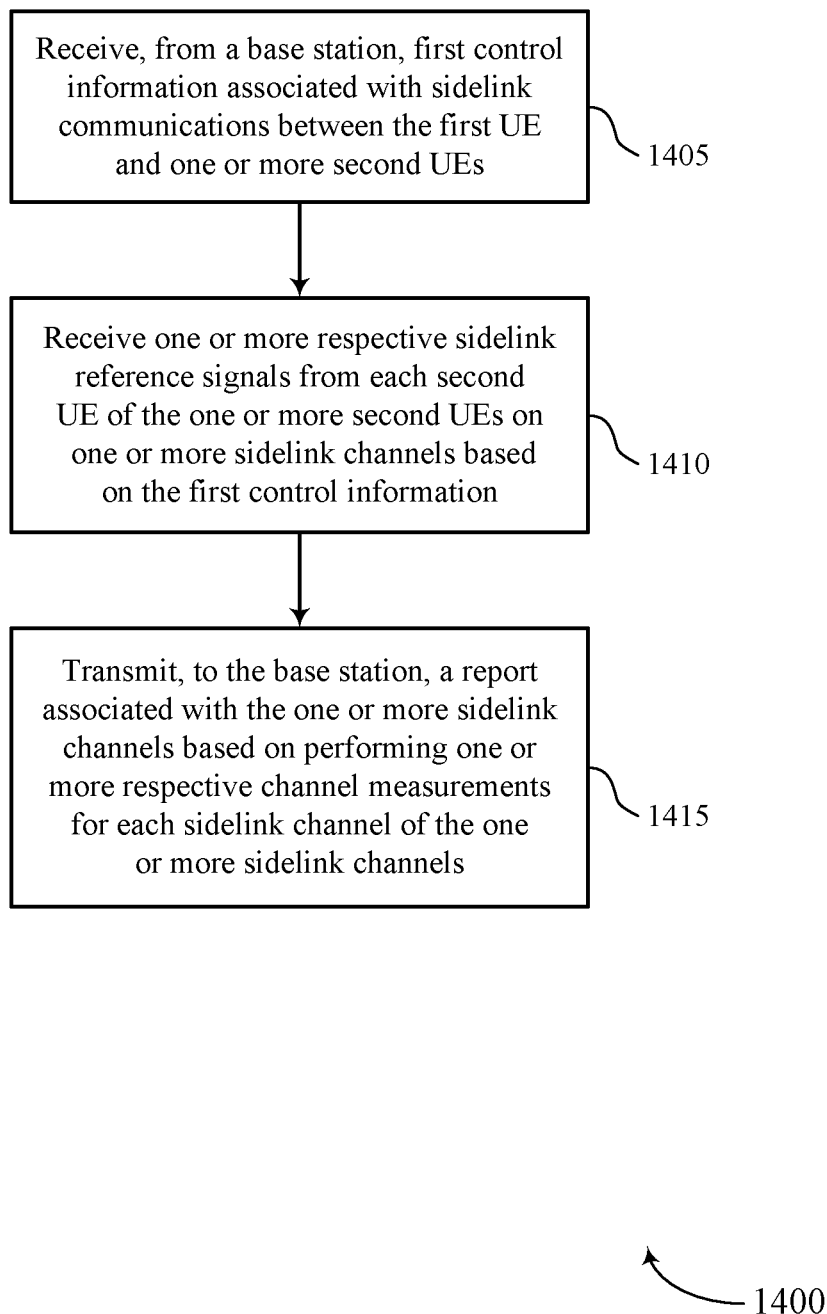 Receive, from a base station, first control
information associated with sidelink
communications between the first UE
and one or more second UEs
1405
Receive one or more respective sidelink
reference signals from each second
UE of the one or more second UEs on
one or more sidelink channels based
on the first control information
1410
Transmit, to the base station, a report
associated with the one or more sidelink
channels based on performing one or
more respective channel measurements
for each sidelink channel of the one
or more sidelink channels
1415
1400